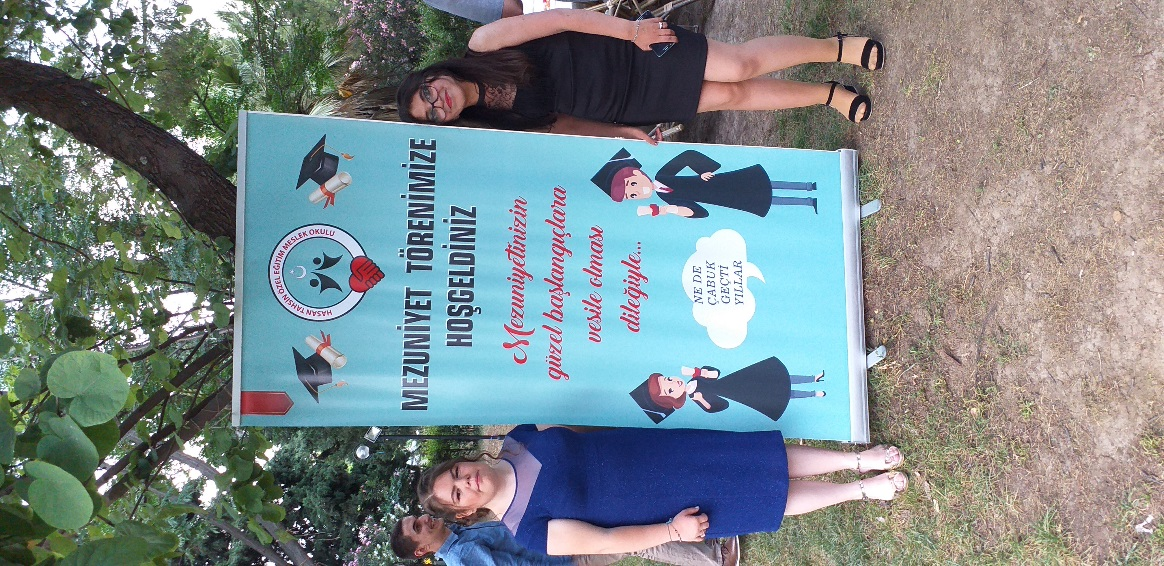 HASAN TAHSİN ÖZEL EĞİTİM MESLEK OKULU
MEZUNİYET TÖRENİMİZE
HOŞGELDİNİZ
Mezuniyetinizin
güzel başlangıçlara
vesile olması
dileğiyle...
NE DE
ÇABUK
GEÇTİ
YILLAR